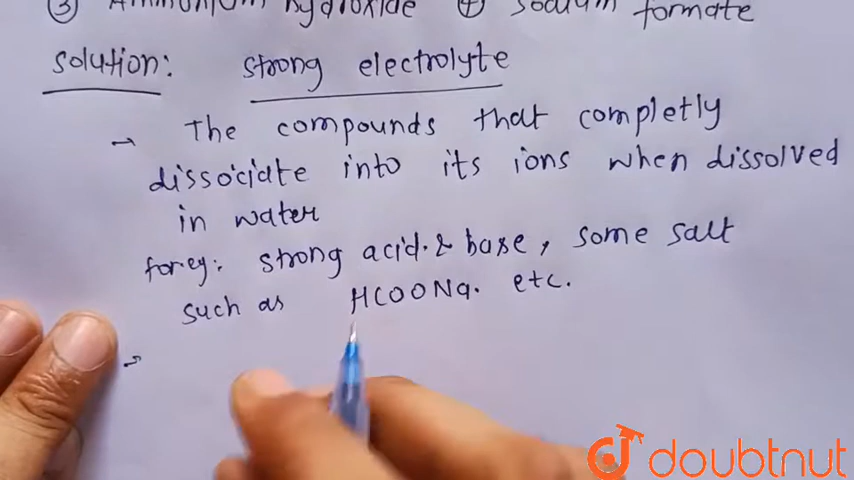 ③ Ammonium hydroxide ④ Sodium formate
Solution: strong electrolyte
→ The compounds that completly
dissociate into its ions when dissolved
in water
for.eg: strong acid. & base, some salt
such as HCOONa. etc.
doubtnut